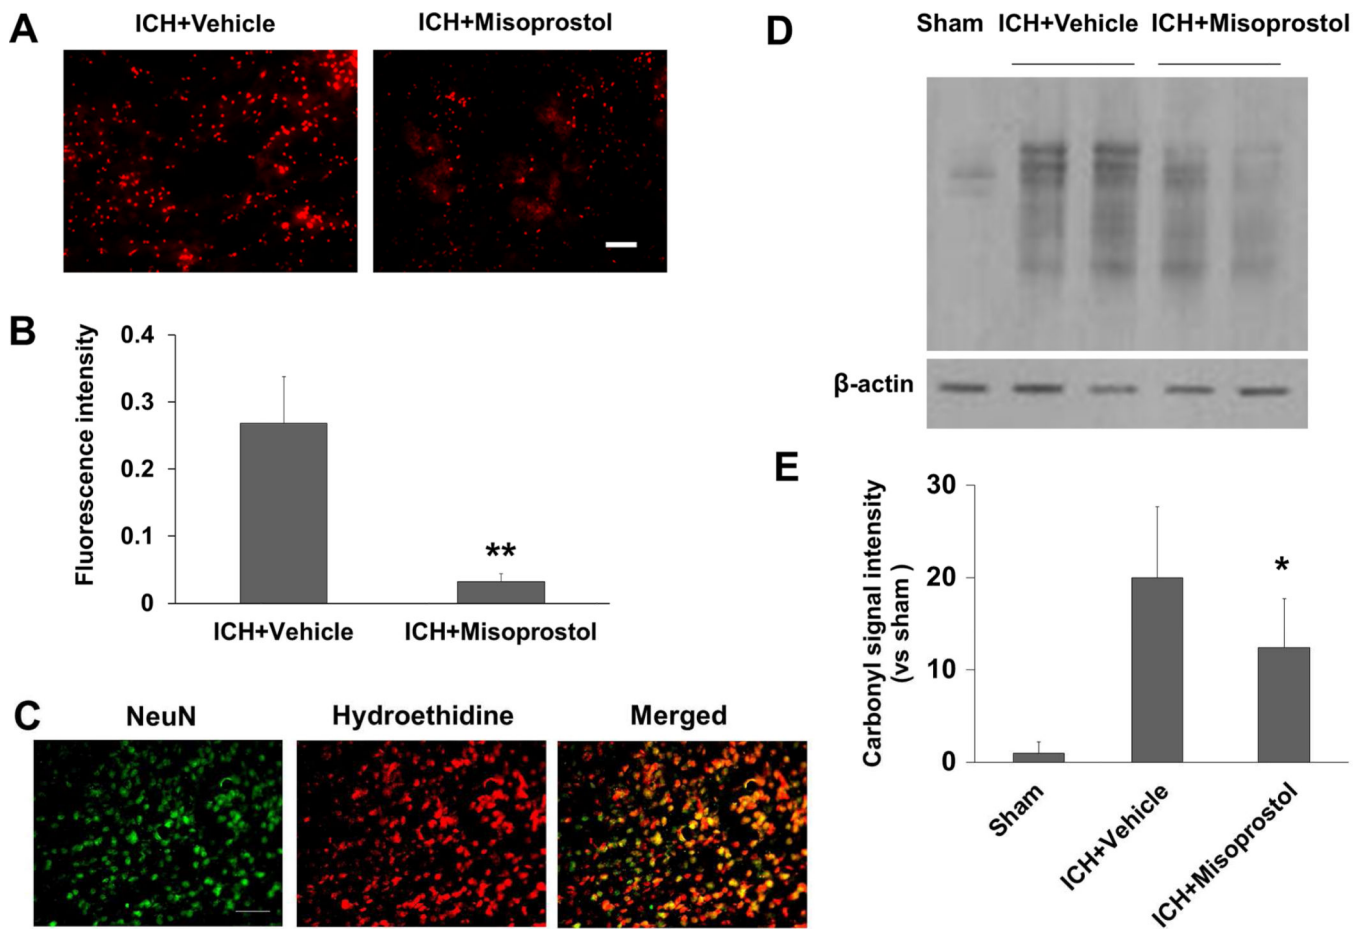 A
ICH+Vehicle
ICH+Misoprostol
B
Fluorescence intensity
0.4
0.3
0.2
0.1
0
**
ICH+Vehicle
ICH+Misoprostol
C
NeuN
Hydroethidine
Merged
D
Sham
ICH+Vehicle
ICH+Misoprostol
β-actin
E
Carbonyl signal intensity
(vs sham )
30
20
10
0
*
Sham
ICH+Vehicle
ICH+Misoprostol